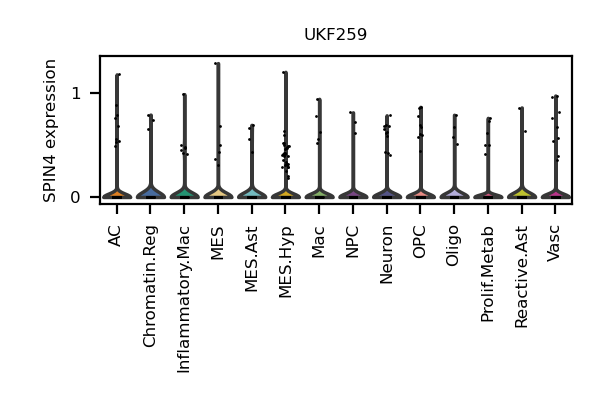 UKF259
SPIN4 expression
1
0
AC
Chromatin.Reg
Inflammatory.Mac
MES
MES.Ast
MES.Hyp
Mac
NPC
Neuron
OPC
Oligo
Prolif.Metab
Reactive.Ast
Vasc